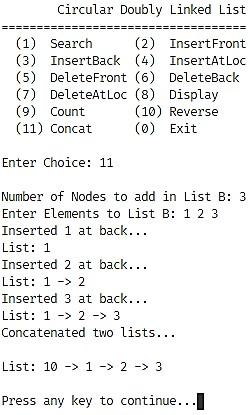 Circular Doubly Linked List
==================================
(1) Search (2) InsertFront
(3) InsertBack (4) InsertAtLoc
(5) DeleteFront (6) DeleteBack
(7) DeleteAtLoc (8) Display
(9) Count (10) Reverse
(11) Concat (0) Exit
Enter Choice: 11
Number of Nodes to add in List B: 3
Enter Elements to List B: 1 2 3
Inserted 1 at back...
List: 1
Inserted 2 at back...
List: 1 -> 2
Inserted 3 at back...
List: 1 -> 2 -> 3
Concatenated two lists...
List: 10 -> 1 -> 2 -> 3
Press any key to continue...